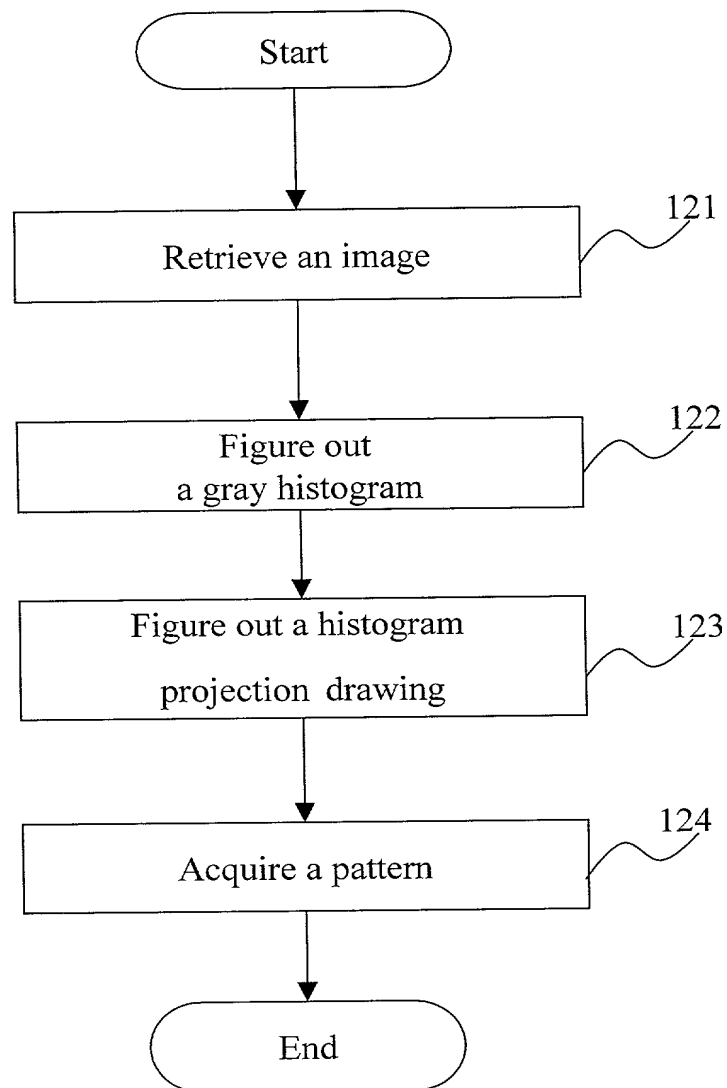 Start
121
Retrieve an image
122
Figure out
a gray histogram
Figure out a histogram
123
projection drawing
124
Acquire a pattern
End